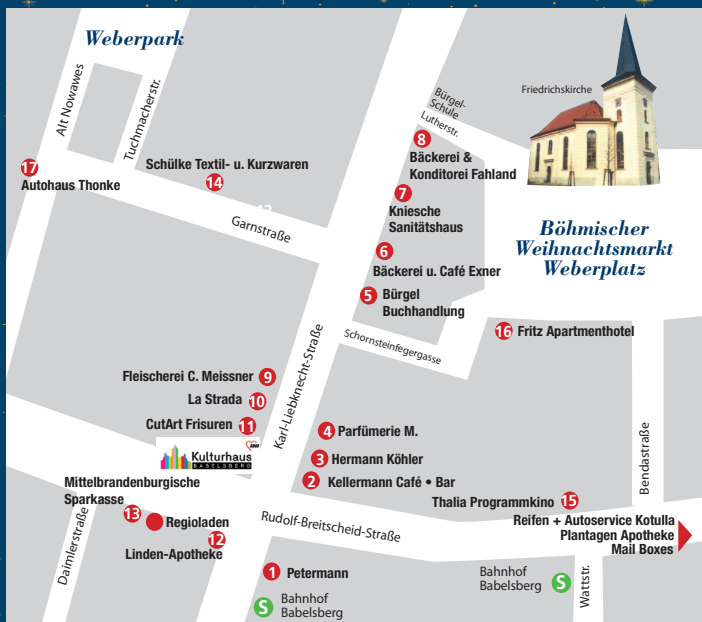 Weberpark
Alt Nowawes
Tuchmacherstr.
Bürgel-
Schule
Lutherstr.
Friedrichskirche
8
Bäckerei &
Konditorei Fahland
17
Autohaus Thonke
Schülke Textil- u. Kurzwaren
14
7
Kniesche
Sanitätshaus
Garnstraße
Böhmischer
Weihnachtsmarkt
Weberplatz
6
Bäckerei u. Café Exner
5
Bürgel
Buchhandlung
16 Fritz Apartmenthotel
Schornsteinfegergasse
Karl-Liebknecht-Straße
Fleischerei C. Meissner 9
La Strada 10
CutArt Frisuren 11
4 Parfümerie M.
3 Hermann Köhler
2 Kellermann Café • Bar
AWO
Kulturhaus
BABELSBERG
Bendastraße
Mittelbrandenburgische
Sparkasse
13
Regioladen
12
Linden-Apotheke
Daimlerstraße
Rudolf-Breitscheid-Straße
Thalia Programmkino 15
Reifen + Autoservice Kotulla
Plantagen Apotheke
Mail Boxes
1 Petermann
S Bahnhof
Babelsberg
Bahnhof
Babelsberg S
Wattstr.